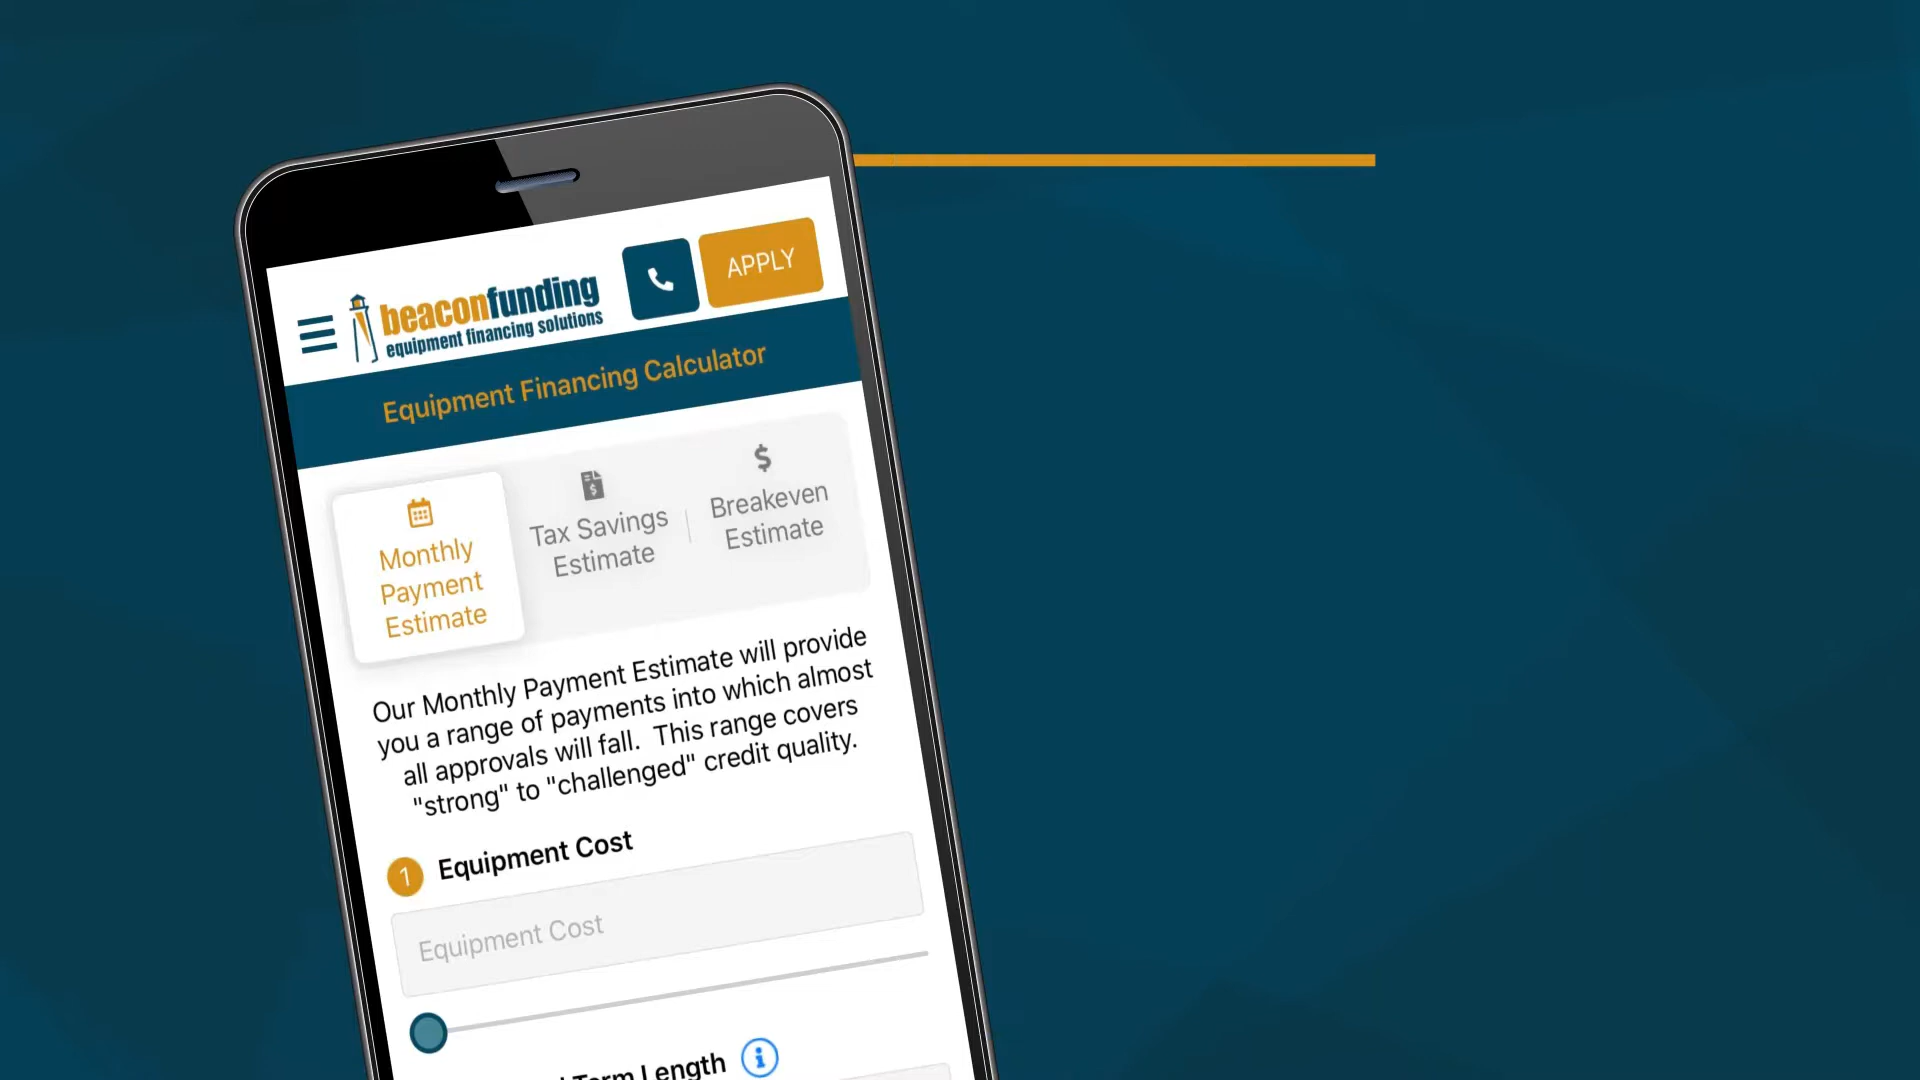 beaconfunding
equipment financing solutions
APPLY
Equipment Financing Calculator
Monthly
Payment
Estimate
Tax Savings
Estimate
Breakeven
Estimate
Our Monthly Payment Estimate will provide
you a range of payments into which almost
all approvals will fall. This range covers
"strong" to "challenged" credit quality.
1 Equipment Cost
Equipment Cost
Term Length